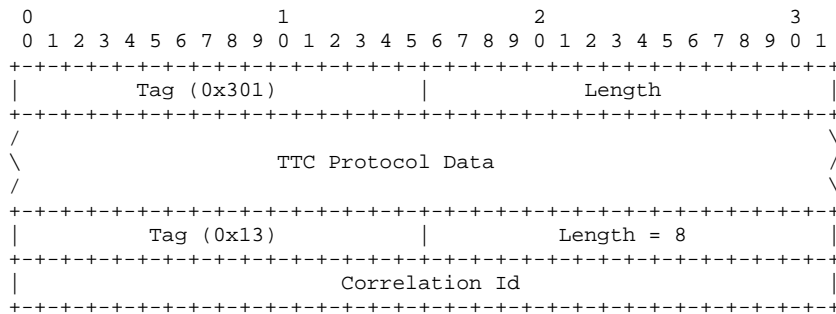 0                   1                   2                   3
 0 1 2 3 4 5 6 7 8 9 0 1 2 3 4 5 6 7 8 9 0 1 2 3 4 5 6 7 8 9 0 1
+-+-+-+-+-+-+-+-+-+-+-+-+-+-+-+-+-+-+-+-+-+-+-+-+-+-+-+-+-+-+-+-+
|         Tag (0x301)           |            Length             |
+-+-+-+-+-+-+-+-+-+-+-+-+-+-+-+-+-+-+-+-+-+-+-+-+-+-+-+-+-+-+-+-+
/                                                               \
\                    TTC Protocol Data                          /
/                                                               \
+-+-+-+-+-+-+-+-+-+-+-+-+-+-+-+-+-+-+-+-+-+-+-+-+-+-+-+-+-+-+-+-+
|          Tag (0x13)           |          Length = 8           |
+-+-+-+-+-+-+-+-+-+-+-+-+-+-+-+-+-+-+-+-+-+-+-+-+-+-+-+-+-+-+-+-+
|                         Correlation Id                        |
+-+-+-+-+-+-+-+-+-+-+-+-+-+-+-+-+-+-+-+-+-+-+-+-+-+-+-+-+-+-+-+-+